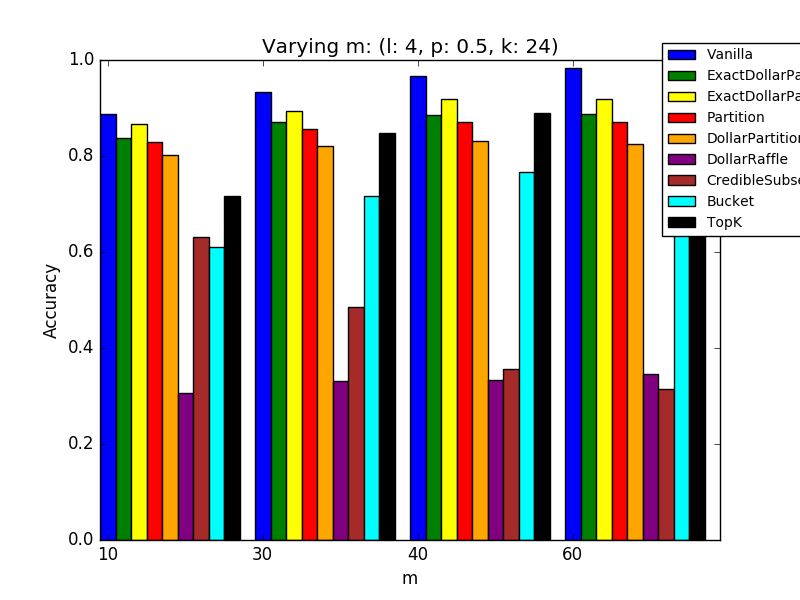 Varying m: (l: 4, p: 0.5, k: 24)
1.0
0.8
0.6
0.4
0.2
0.0
Accuracy
10 30 40 60
m
Vanilla
ExactDollarPa
ExactDollarPa
Partition
DollarPartition
DollarRaffle
CredibleSubse
Bucket
TopK